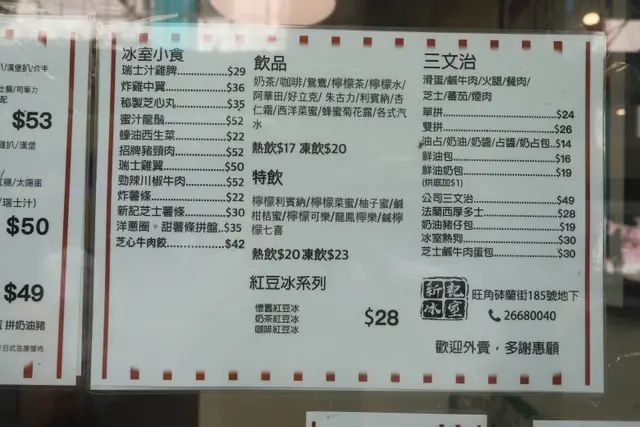 $53
$50
$49
拼奶油豬
冰室小食
瑞士汁雞髀 $29
炸雞中翼 $36
秘製芝心丸 $35
蜜汁龍鬚 $52
蠔油西生菜 $22
招牌豬頸肉 $52
瑞士雞翼 $50
勁辣川椒牛肉 $52
炸薯條 $22
新記芝士薯條 $30
洋蔥圈。甜薯條拼盤 $35
芝心牛肉餃 $42
飲品
奶茶/咖啡/鴛鴦/檸檬茶/檸檬水/
阿華田/好立克/朱古力/利賓納/杏
仁霜/西洋菜蜜/蜂蜜菊花露/各式汽
水
熱飲$17 凍飲$20
特飲
檸檬利賓納/檸檬菜蜜/柚子蜜/鹹
柑桔蜜/檸檬可樂/龍鳳檸樂/鹹檸
檬七喜
熱飲$20 凍飲$23
紅豆冰系列
懷舊紅豆冰
奶茶紅豆冰
咖啡紅豆冰
$28
三文治
滑蛋/鹹牛肉/火腿/餐肉/
芝士/蕃茄/煙肉
單拼 $24
雙拼 $26
油占/奶油/奶醬/占醬/奶占包 $14
鮮油包 $16
鮮油奶包 $19
(烘底加$1)
公司三文治 $49
法蘭西厚多士 $28
奶油豬仔包 $19
冰室熱狗 $30
芝士鹹牛肉蛋包 $30
新記
冰室
旺角砵蘭街185號地下
26680040
歡迎外賣，多謝惠顧